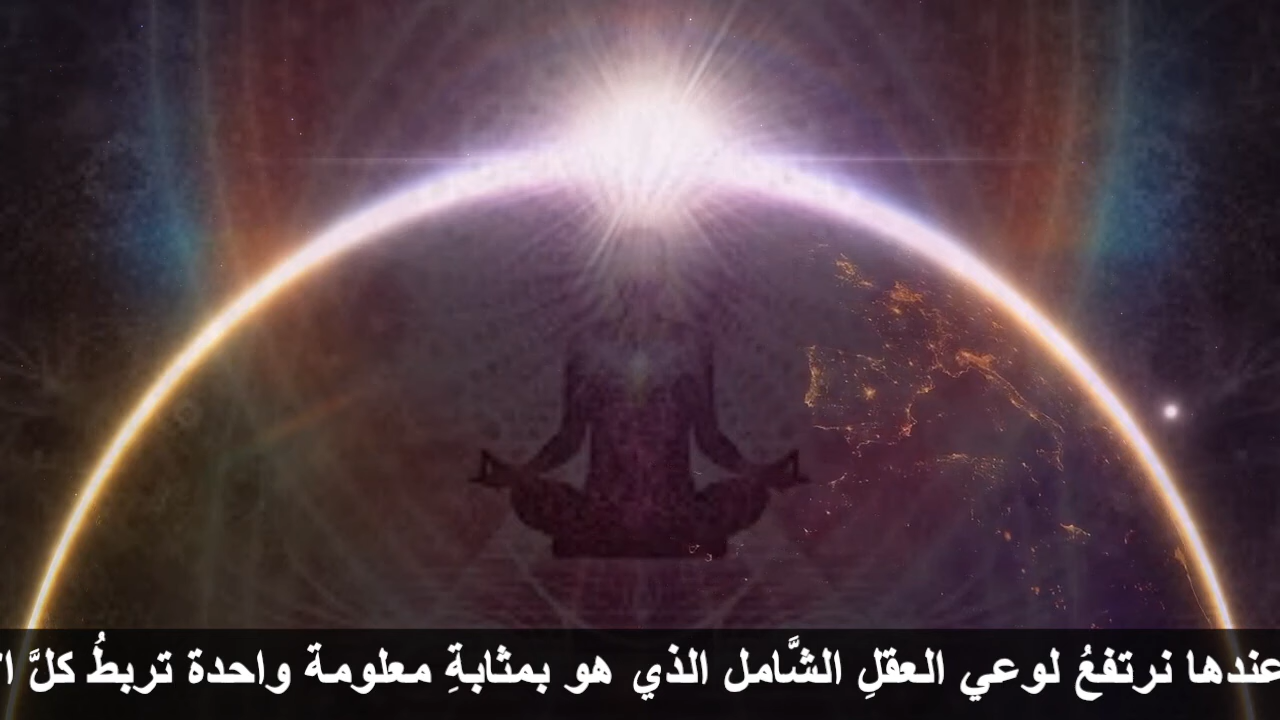 عندها نرتفعُ لوعي العقلِ الشَّامل الذي هو بمثابةِ معلومة واحدة تربطُ كلَّ